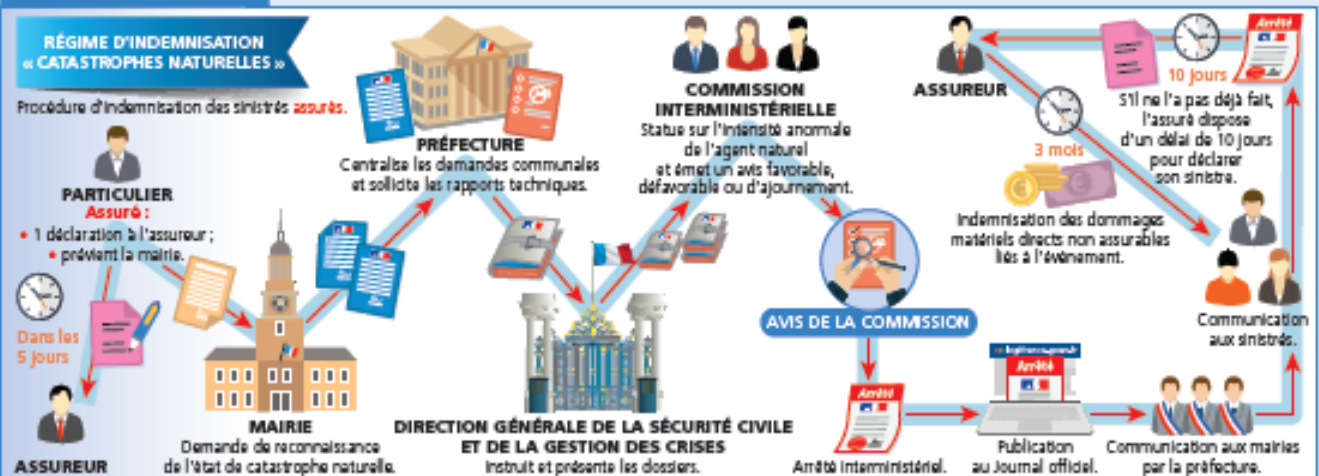 RÉGIME D'INDEMNISATION
« CATASTROPHES NATURELLES »
Procédure d'indemnisation des sinistrés assurés.
PARTICULIER
Assuré :
• 1 déclaration à l'assureur ;
• prévient la mairie.
Dans les
5 jours
ASSUREUR
MAIRIE
Demande de reconnaissance
de l'état de catastrophe naturelle.
PRÉFECTURE
Centralise les demandes communales
et sollicite les rapports techniques.
DIRECTION GÉNÉRALE DE LA SÉCURITÉ CIVILE
ET DE LA GESTION DES CRISES
Instruit et présente les dossiers.
COMMISSION
INTERMINISTÉRIELLE
Statue sur l'intensité anormale
de l'agent naturel
et émet un avis favorable,
défavorable ou d'ajournement.
AVIS DE LA COMMISSION
Arrêté
Arrêté interministériel.
Arrêté
Publication
au Journal officiel.
Communication aux mairies
par la préfecture.
Communication
aux sinistrés.
Arrêté
10 jours
S'il ne l'a pas déjà fait,
l'assuré dispose
d'un délai de 10 jours
pour déclarer
son sinistre.
ASSUREUR
3 mois
Indemnisation des dommages
matériels directs non assurables
liés à l'événement.